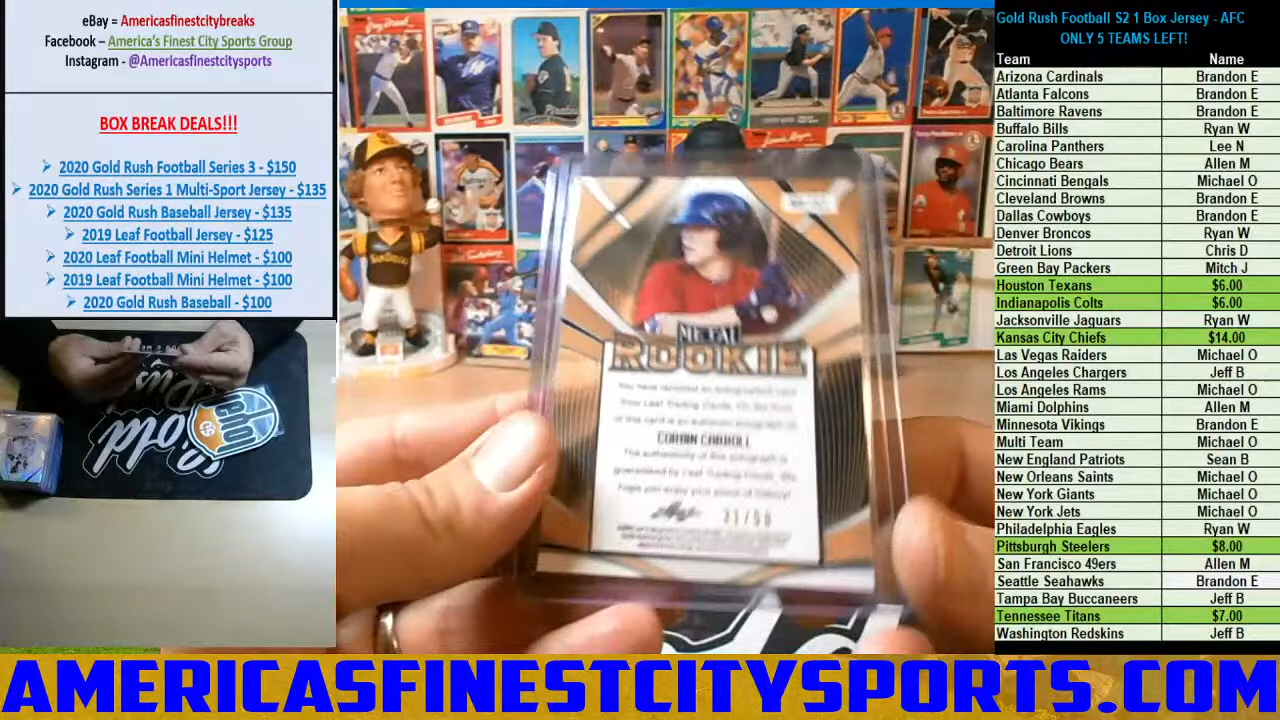 eBay = Americasfinestcitybreaks
Facebook – America's Finest City Sports Group
Instagram - @Americasfinestcitysports
BOX BREAK DEALS!!!
2020 Gold Rush Football Series 3 - $150
2020 Gold Rush Series 1 Multi-Sport Jersey - $135
2020 Gold Rush Baseball Jersey - $135
2019 Leaf Football Jersey - $125
2020 Leaf Football Mini Helmet - $100
2019 Leaf Football Mini Helmet - $100
2020 Gold Rush Baseball - $100
METAL
ROOKIE
CORBIN CARROLL
Leaf
31/50
Gold Rush Football S2 1 Box Jersey - AFC
ONLY 5 TEAMS LEFT!
Team Name
Arizona Cardinals Brandon E
Atlanta Falcons Brandon E
Baltimore Ravens Brandon E
Buffalo Bills Ryan W
Carolina Panthers Lee N
Chicago Bears Allen M
Cincinnati Bengals Michael O
Cleveland Browns Brandon E
Dallas Cowboys Brandon E
Denver Broncos Ryan W
Detroit Lions Chris D
Green Bay Packers Mitch J
Houston Texans $6.00
Indianapolis Colts $6.00
Jacksonville Jaguars Ryan W
Kansas City Chiefs $14.00
Las Vegas Raiders Michael O
Los Angeles Chargers Jeff B
Los Angeles Rams Michael O
Miami Dolphins Allen M
Minnesota Vikings Brandon E
Multi Team Michael O
New England Patriots Sean B
New Orleans Saints Michael O
New York Giants Michael O
New York Jets Michael O
Philadelphia Eagles Ryan W
Pittsburgh Steelers $8.00
San Francisco 49ers Allen M
Seattle Seahawks Brandon E
Tampa Bay Buccaneers Jeff B
Tennessee Titans $7.00
Washington Redskins Jeff B
AMERICASFINESTCITYSPORTS.COM